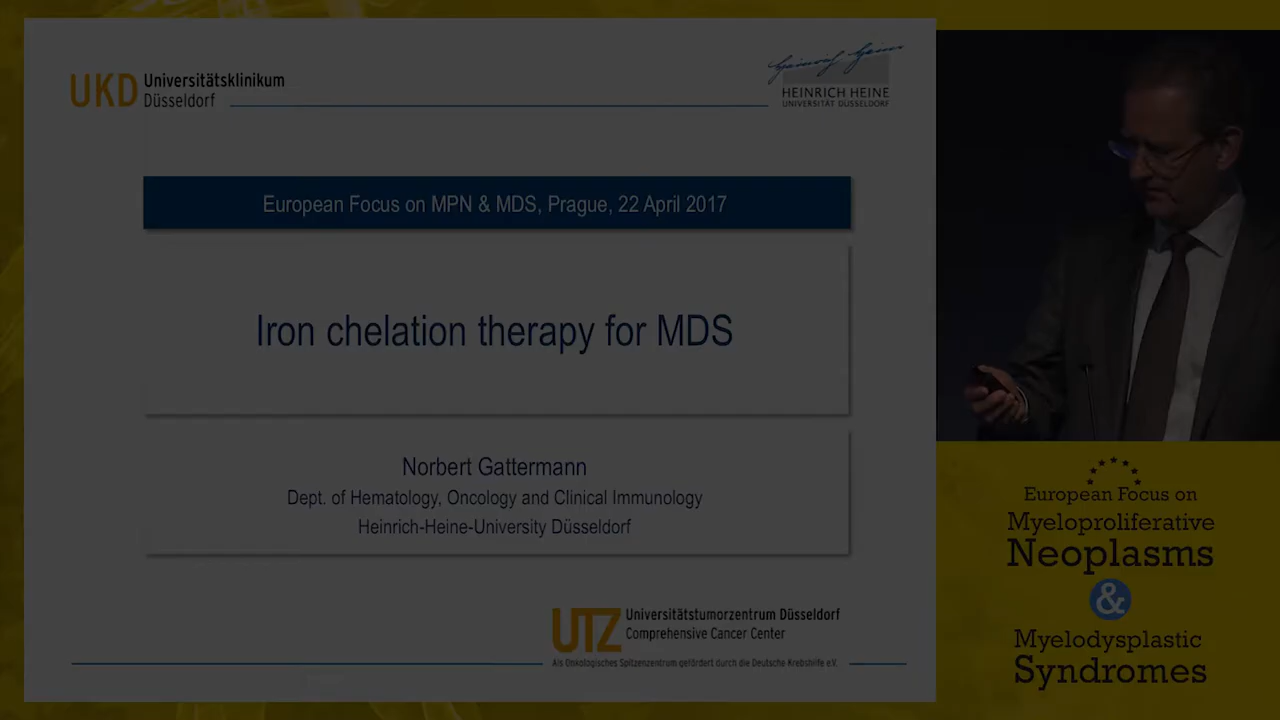 UKD Universitätsklinikum
Düsseldorf
Heinrich Heine
HEINRICH HEINE
UNIVERSITÄT DÜSSELDORF
European Focus on MPN & MDS, Prague, 22 April 2017
Iron chelation therapy for MDS
Norbert Gattermann
Dept. of Hematology, Oncology and Clinical Immunology
Heinrich-Heine-University Düsseldorf
UTZ Universitätstumorzentrum Düsseldorf
Comprehensive Cancer Center
Als Onkologisches Spitzenzentrum gefördert durch die Deutsche Krebshilfe e.V.
European Focus on
Myeloproliferative
Neoplasms
&
Myelodysplastic
Syndromes